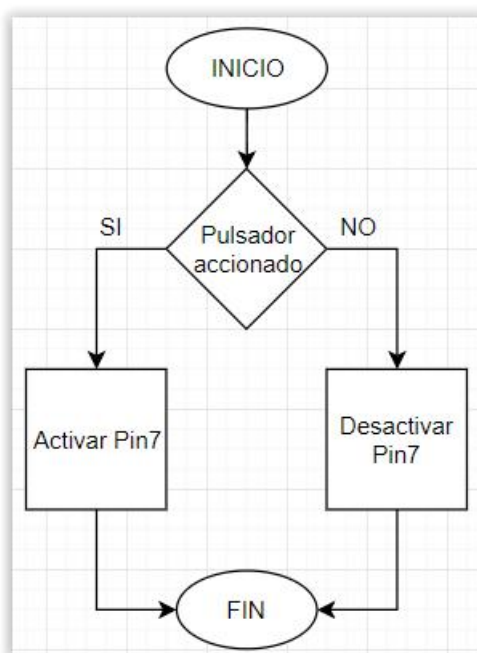 INICIO
SI
NO
Pulsador
accionado
Activar Pin7
Desactivar
Pin7
FIN